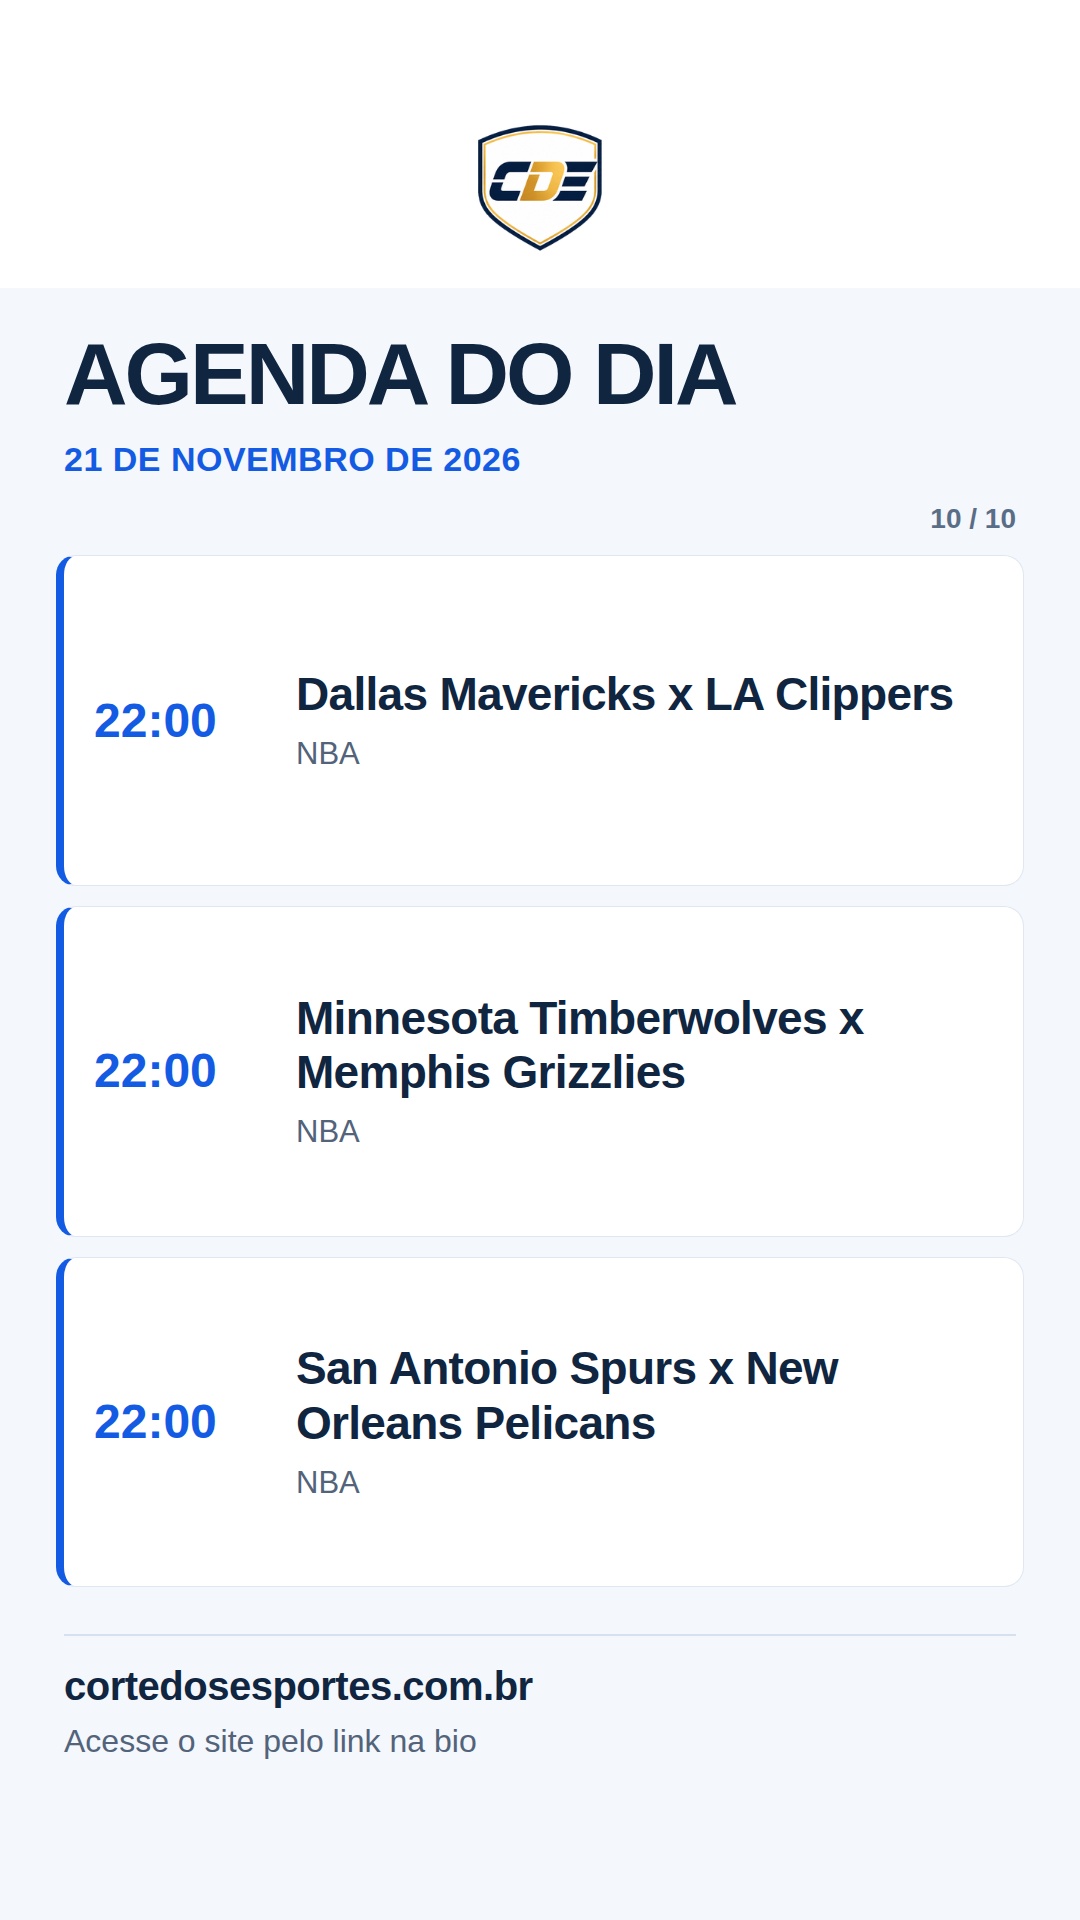 CDE
AGENDA DO DIA
21 DE NOVEMBRO DE 2026
10 / 10
22:00
Dallas Mavericks x LA Clippers
NBA
22:00
Minnesota Timberwolves x
Memphis Grizzlies
NBA
22:00
San Antonio Spurs x New
Orleans Pelicans
NBA
cortedosesportes.com.br
Acesse o site pelo link na bio